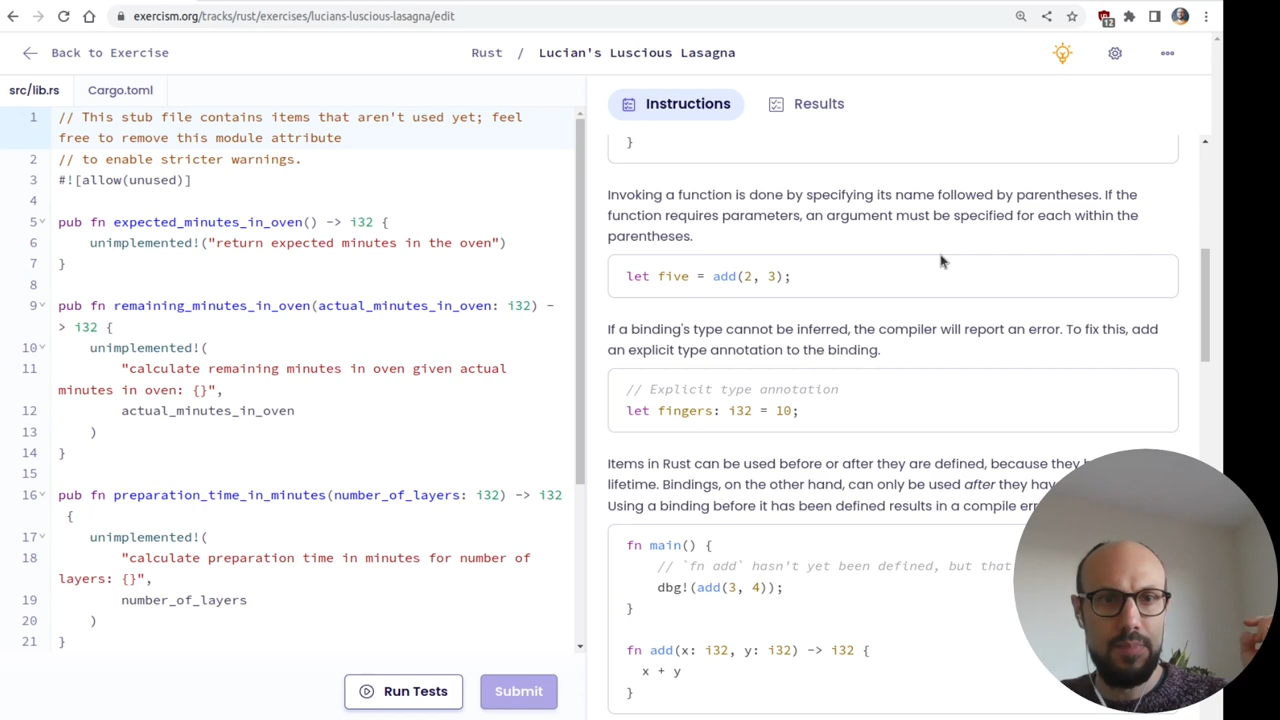 exercism.org/tracks/rust/exercises/lucians-luscious-lasagna/edit
12
Back to Exercise
Rust / Lucian's Luscious Lasagna
src/lib.rs
Cargo.toml
1 // This stub file contains items that aren't used yet; feel
free to remove this module attribute
2 // to enable stricter warnings.
3 #![allow(unused)]
4
5 pub fn expected_minutes_in_oven() -> i32 {
6 unimplemented!("return expected minutes in the oven")
7 }
8
9 pub fn remaining_minutes_in_oven(actual_minutes_in_oven: i32) -
> i32 {
10 unimplemented!(
11 "calculate remaining minutes in oven given actual
minutes in oven: {}",
12 actual_minutes_in_oven
13 )
14 }
15
16 pub fn preparation_time_in_minutes(number_of_layers: i32) -> i32
{
17 unimplemented!(
18 "calculate preparation time in minutes for number of
layers: {}",
19 number_of_layers
20 )
21 }
Run Tests
Submit
Instructions
Results
}
Invoking a function is done by specifying its name followed by parentheses. If the
function requires parameters, an argument must be specified for each within the
parentheses.
let five = add(2, 3);
If a binding's type cannot be inferred, the compiler will report an error. To fix this, add
an explicit type annotation to the binding.
// Explicit type annotation
let fingers: i32 = 10;
Items in Rust can be used before or after they are defined, because they
lifetime. Bindings, on the other hand, can only be used after they
Using a binding before it has been defined results in a compile
fn main() {
// `fn add` hasn't yet been defined, but that
dbg!(add(3, 4));
}
fn add(x: i32, y: i32) -> i32 {
x + y
}